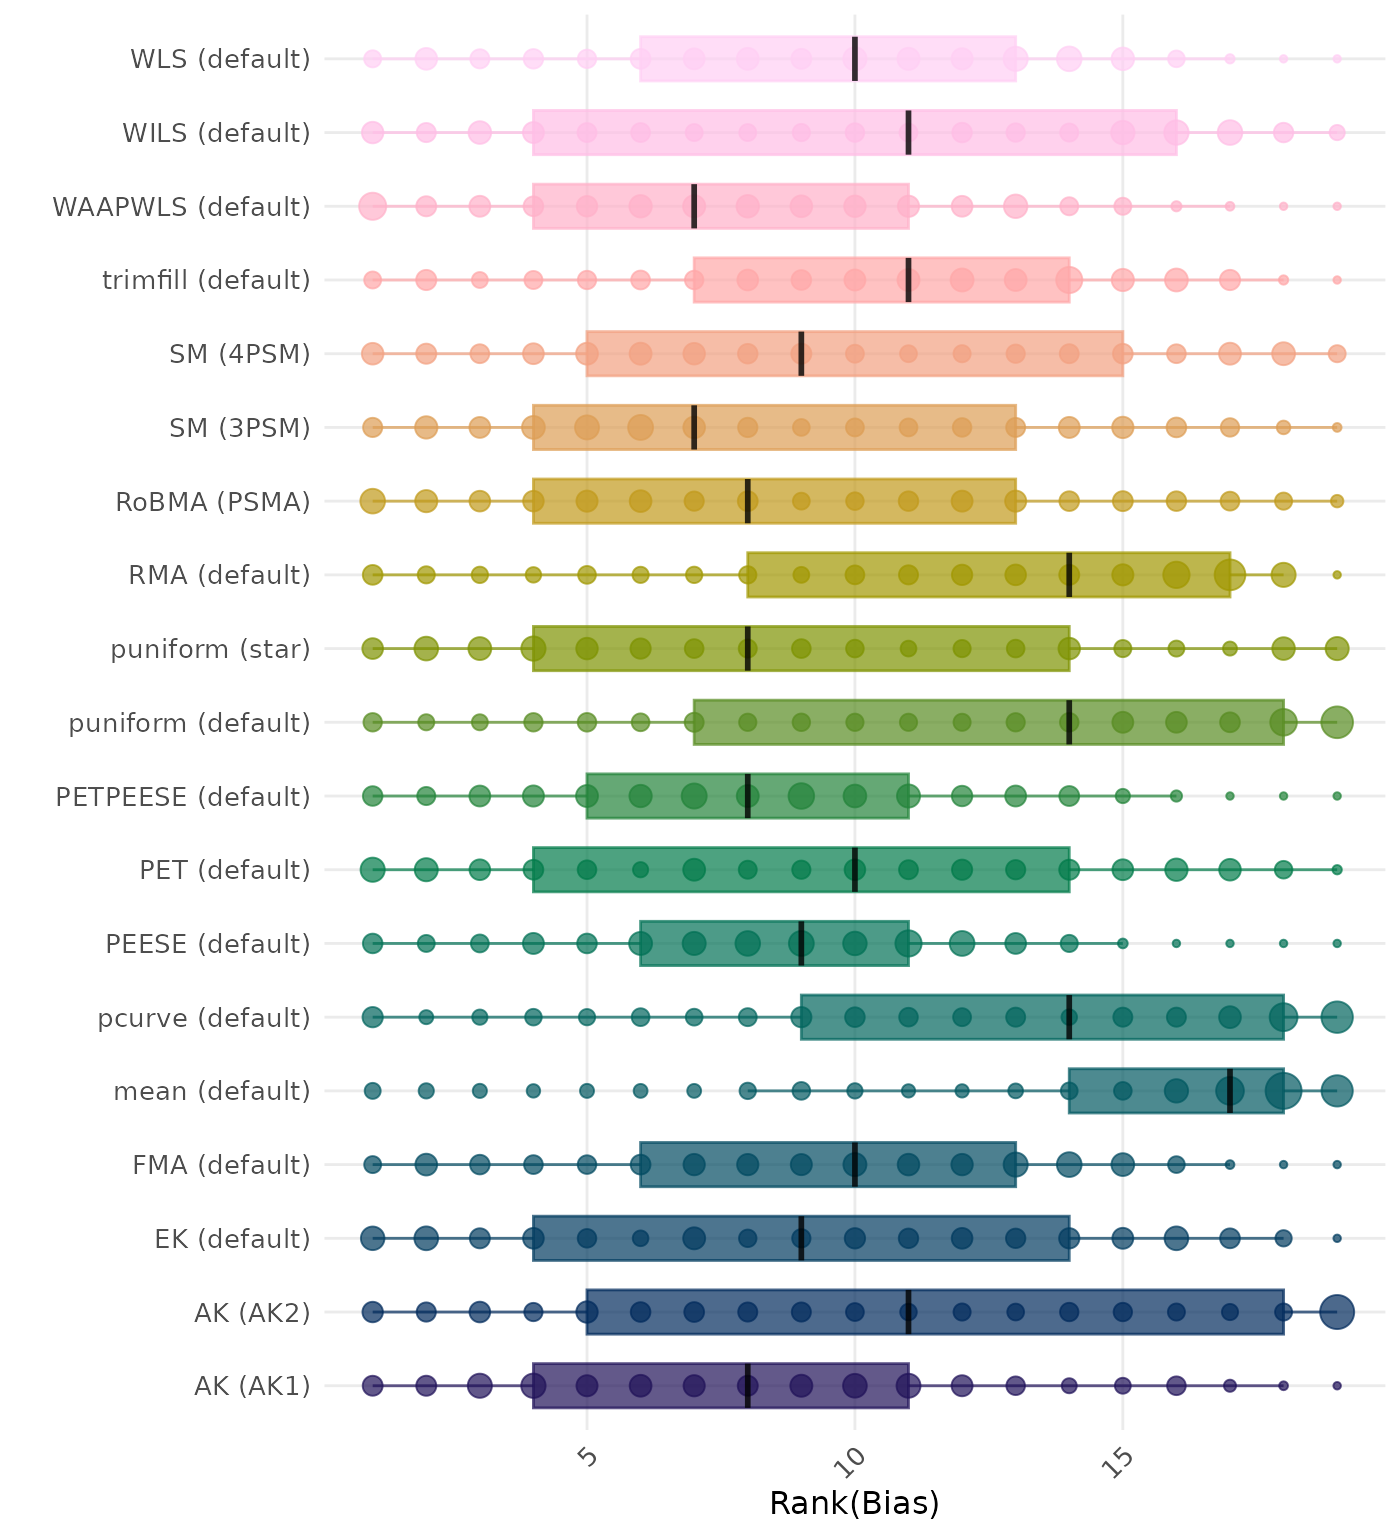 WLS (default)
WILS (default)
WAAPWLS (default)
trimfill (default)
SM (4PSM)
SM (3PSM)
RoBMA (PSMA)
RMA (default)
puniform (star)
puniform (default)
PETPEESE (default)
PET (default)
PEESE (default)
pcurve (default)
mean (default)
FMA (default)
EK (default)
AK (AK2)
AK (AK1)
5 10 15
Rank(Bias)